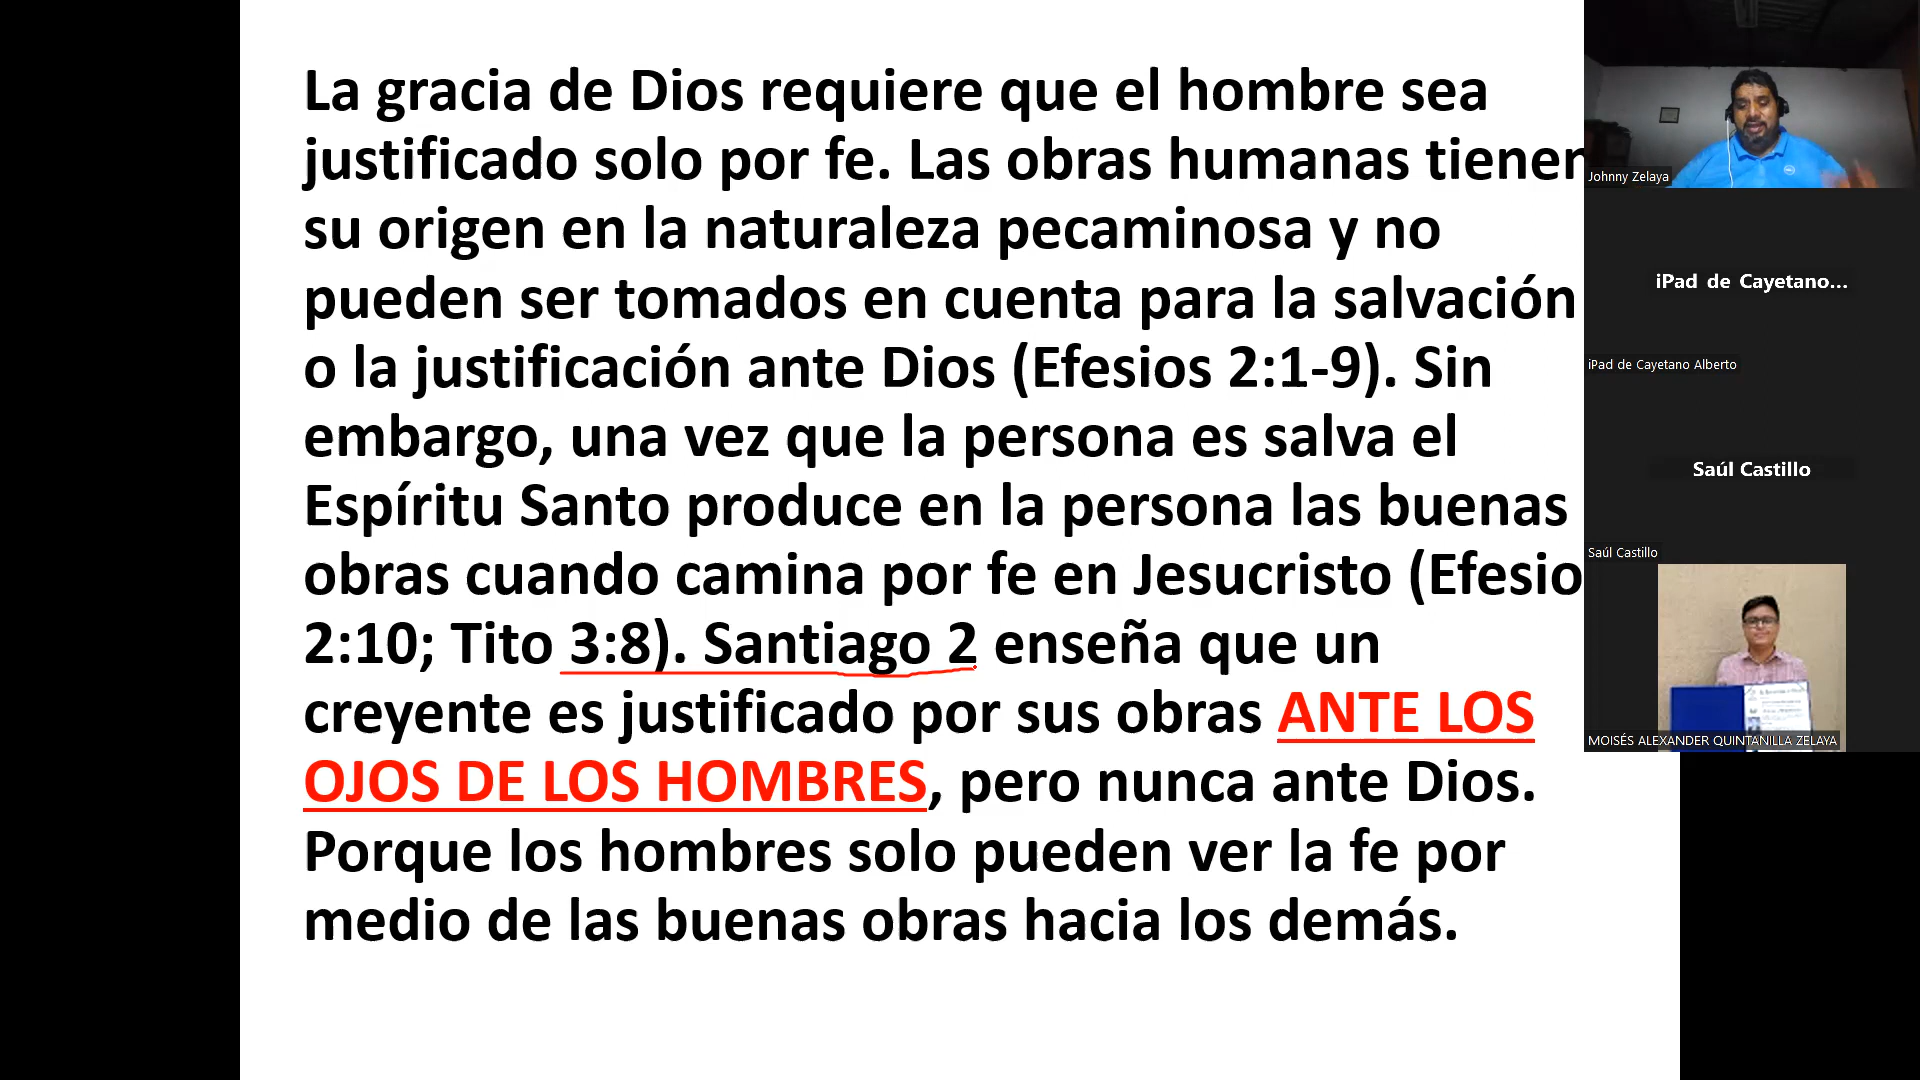 La gracia de Dios requiere que el hombre sea
justificado solo por fe. Las obras humanas tienen
su origen en la naturaleza pecaminosa y no
pueden ser tomados en cuenta para la salvación
o la justificación ante Dios (Efesios 2:1-9). Sin
embargo, una vez que la persona es salva el
Espíritu Santo produce en la persona las buenas
obras cuando camina por fe en Jesucristo (Efesio
2:10; Tito 3:8). Santiago 2 enseña que un
creyente es justificado por sus obras ANTE LOS
OJOS DE LOS HOMBRES, pero nunca ante Dios.
Porque los hombres solo pueden ver la fe por
medio de las buenas obras hacia los demás.
Johnny Zelaya
iPad de Cayetano...
iPad de Cayetano Alberto
Saúl Castillo
Saúl Castillo
MOISÉS ALEXANDER QUINTANILLA ZELAYA